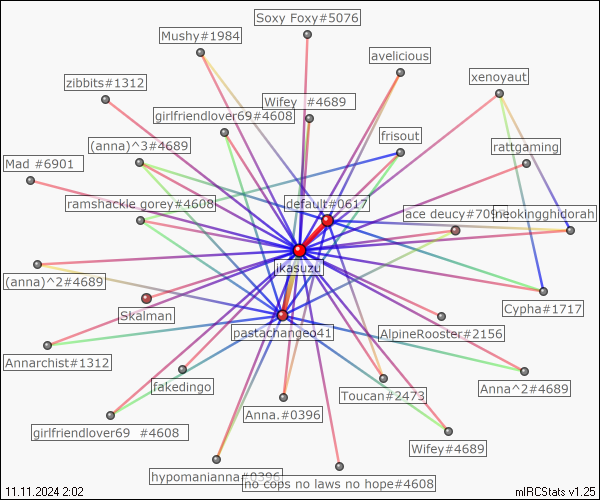 Soxy Foxy#5076
Mushy#1984
avelicious
xenoyaut
zibbits#1312
Wifey  #4689
girlfriendlover69#4608
frisout
(anna)^3#4689
rattgaming
Mad #6901
ramshackle gorey#4608
default#0617
ace deucy#709
neokingghidorah
jkasuzu
(anna)^2#4689
Cypha#1717
Skalman
pastachangeo41
AlpineRooster#2156
Annarchist#1312
fakedingo
Toucan#2473
Anna^2#4689
Anna.#0396
girlfriendlover69  #4608
Wifey#4689
hypomanianna#0396
no cops no laws no hope#4608
11.11.2024 2:02
mIRCStats v1.25